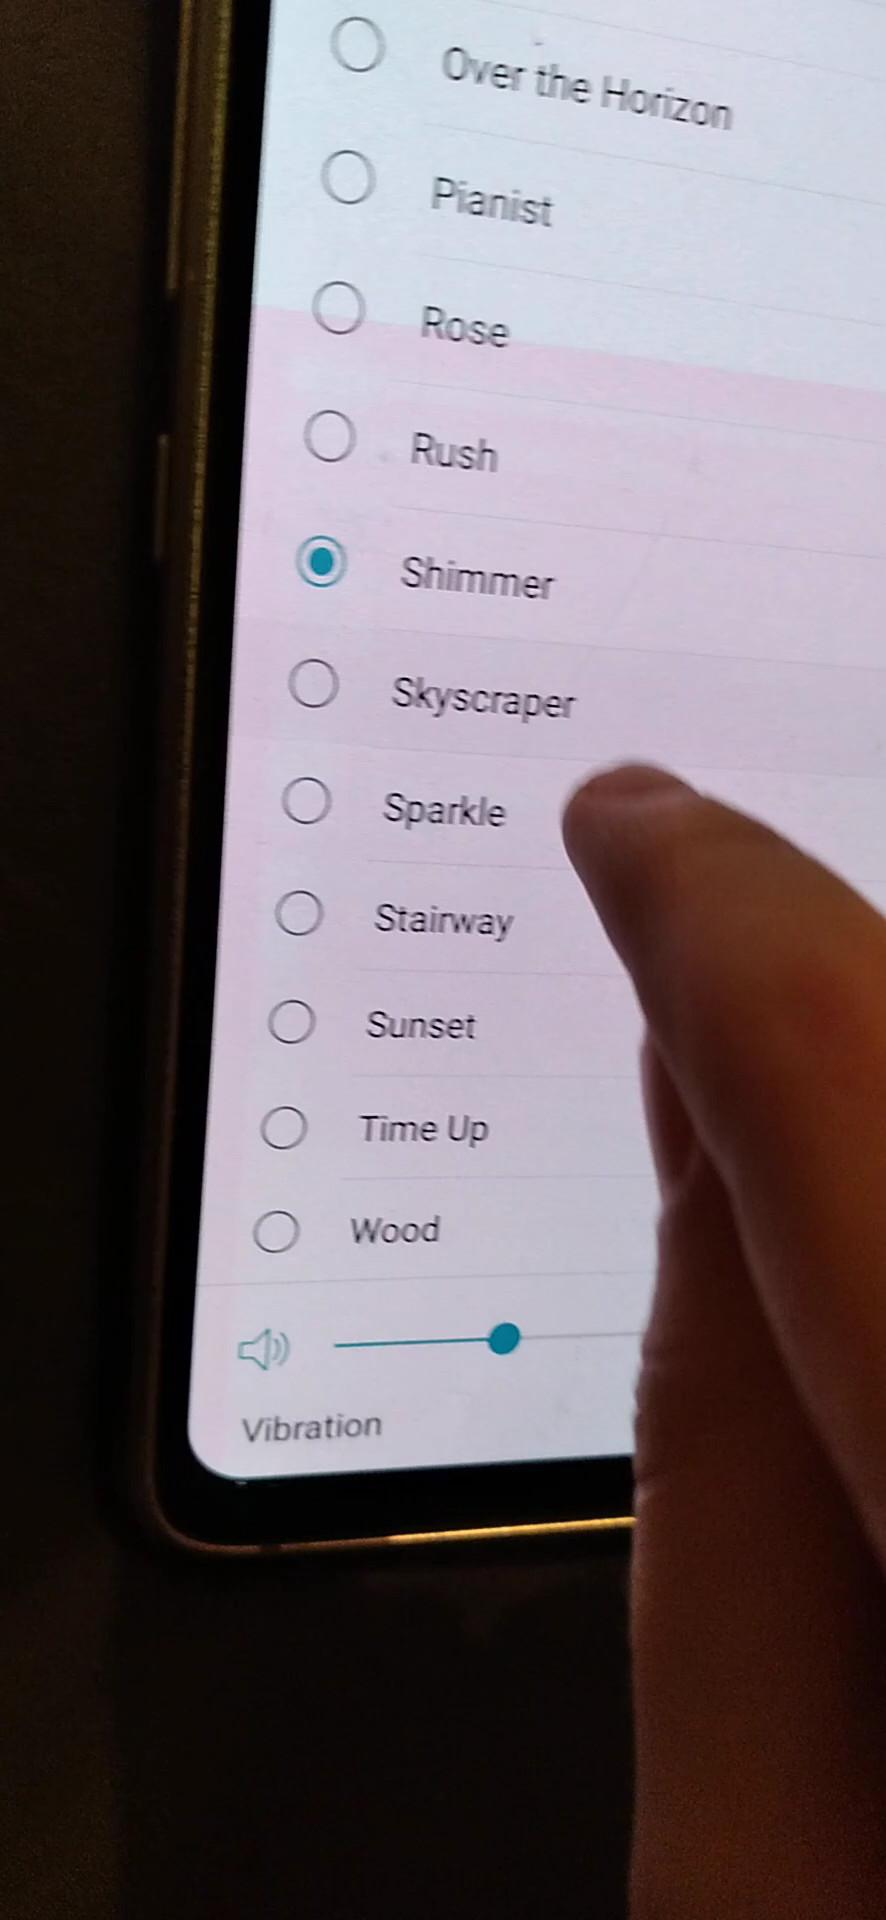 Over the Horizon
Pianist
Rose
Rush
Shimmer
Skyscraper
Sparkle
Stairway
Sunset
Time Up
Wood
Vibration